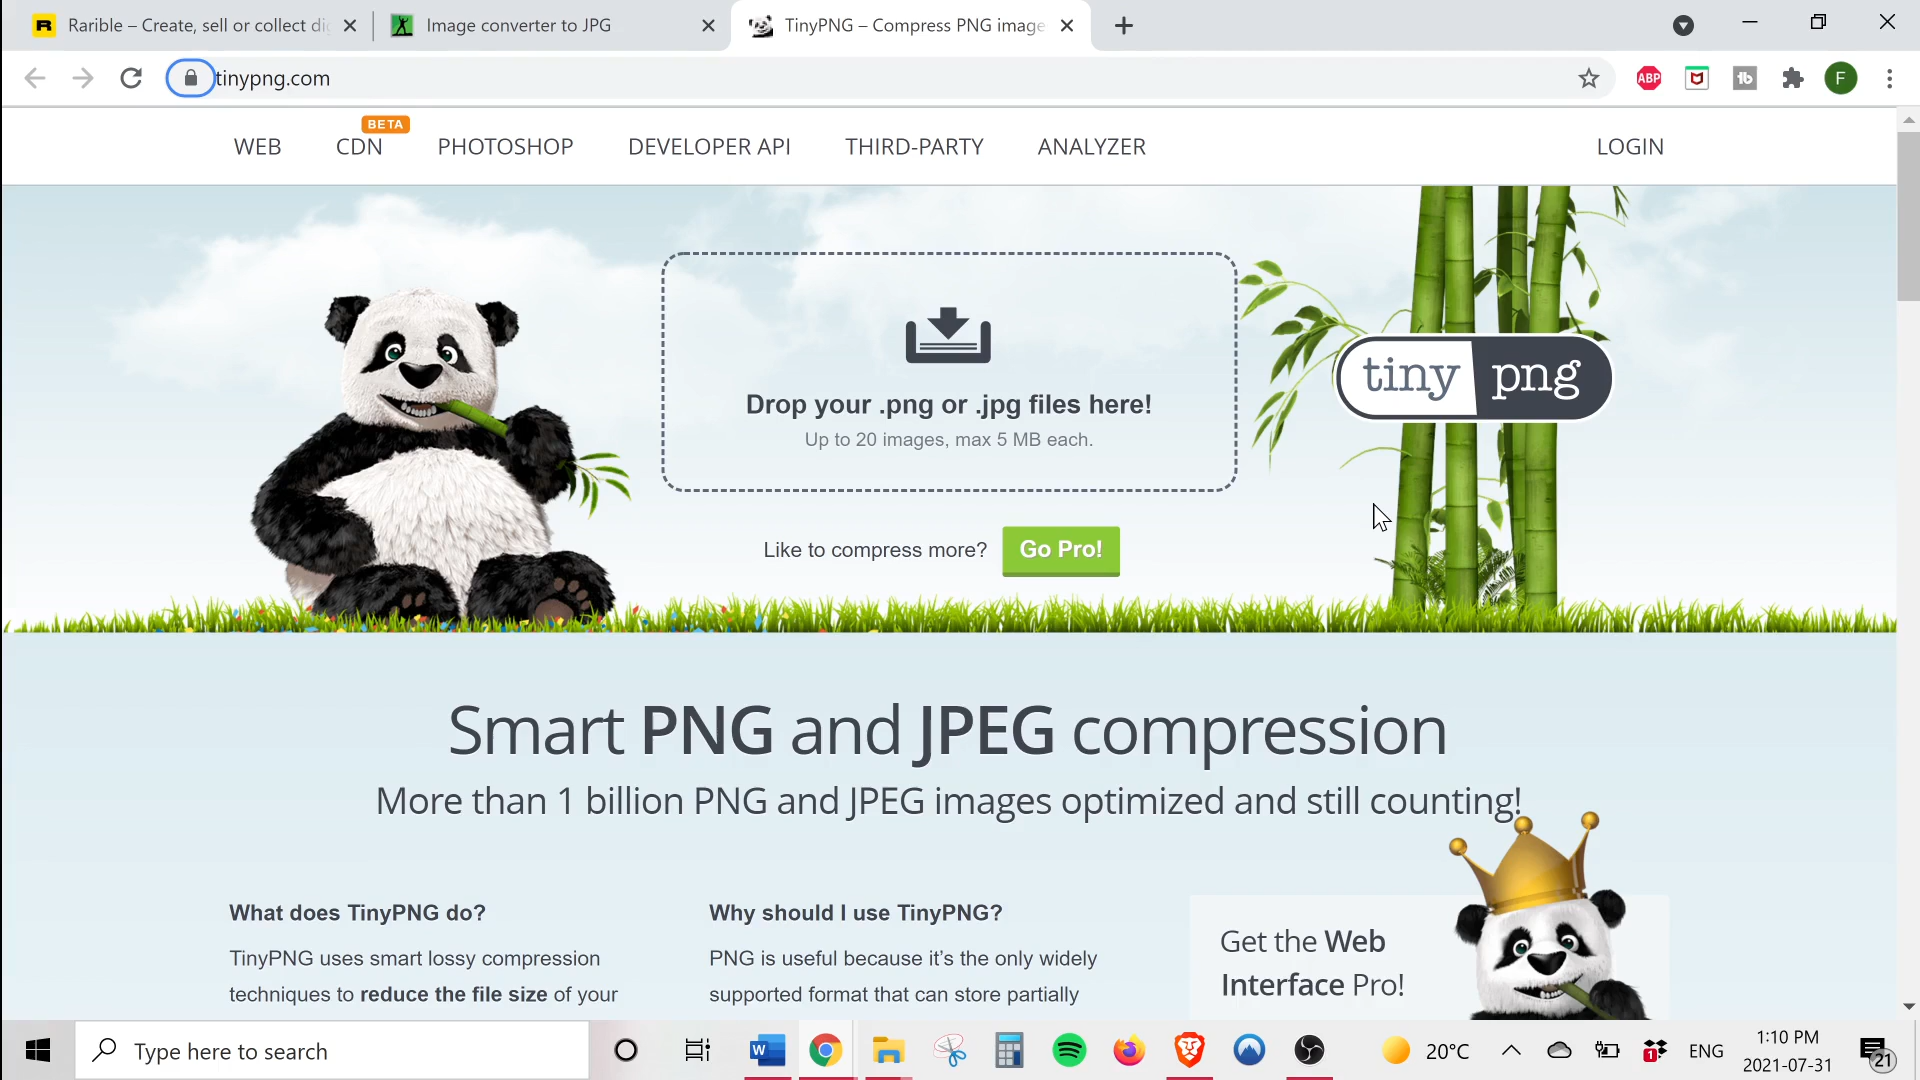 R Rarible – Create, sell or collect di
Image converter to JPG
TinyPNG – Compress PNG image
tinypng.com
ABP
tb
F
WEB
CDN
BETA
PHOTOSHOP
DEVELOPER API
THIRD-PARTY
ANALYZER
LOGIN
Drop your .png or .jpg files here!
Up to 20 images, max 5 MB each.
tiny png
Like to compress more?
Go Pro!
Smart PNG and JPEG compression
More than 1 billion PNG and JPEG images optimized and still counting!
What does TinyPNG do?
TinyPNG uses smart lossy compression
techniques to reduce the file size of your
Why should I use TinyPNG?
PNG is useful because it’s the only widely
supported format that can store partially
Get the Web
Interface Pro!
Type here to search
W
20°C
1
ENG
1:10 PM
2021-07-31
21